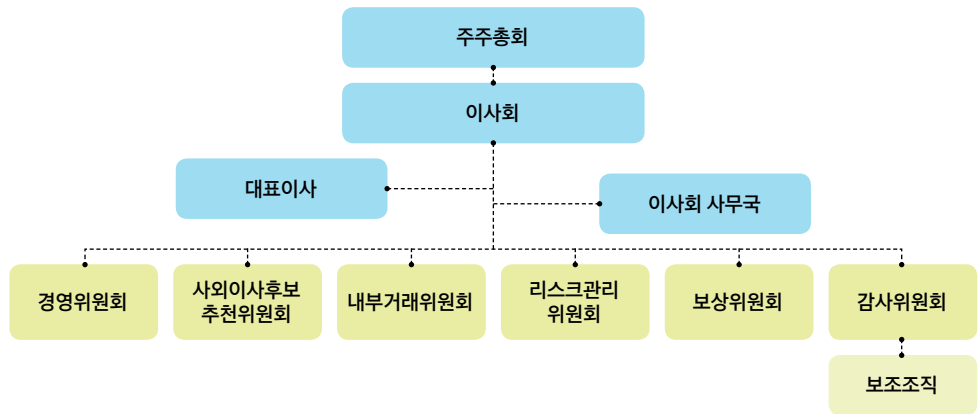 주주총회
이사회
대표이사
이사회 사무국
경영위원회
사외이사후보
추천위원회
내부거래위원회
리스크관리
위원회
보상위원회
감사위원회
보조조직